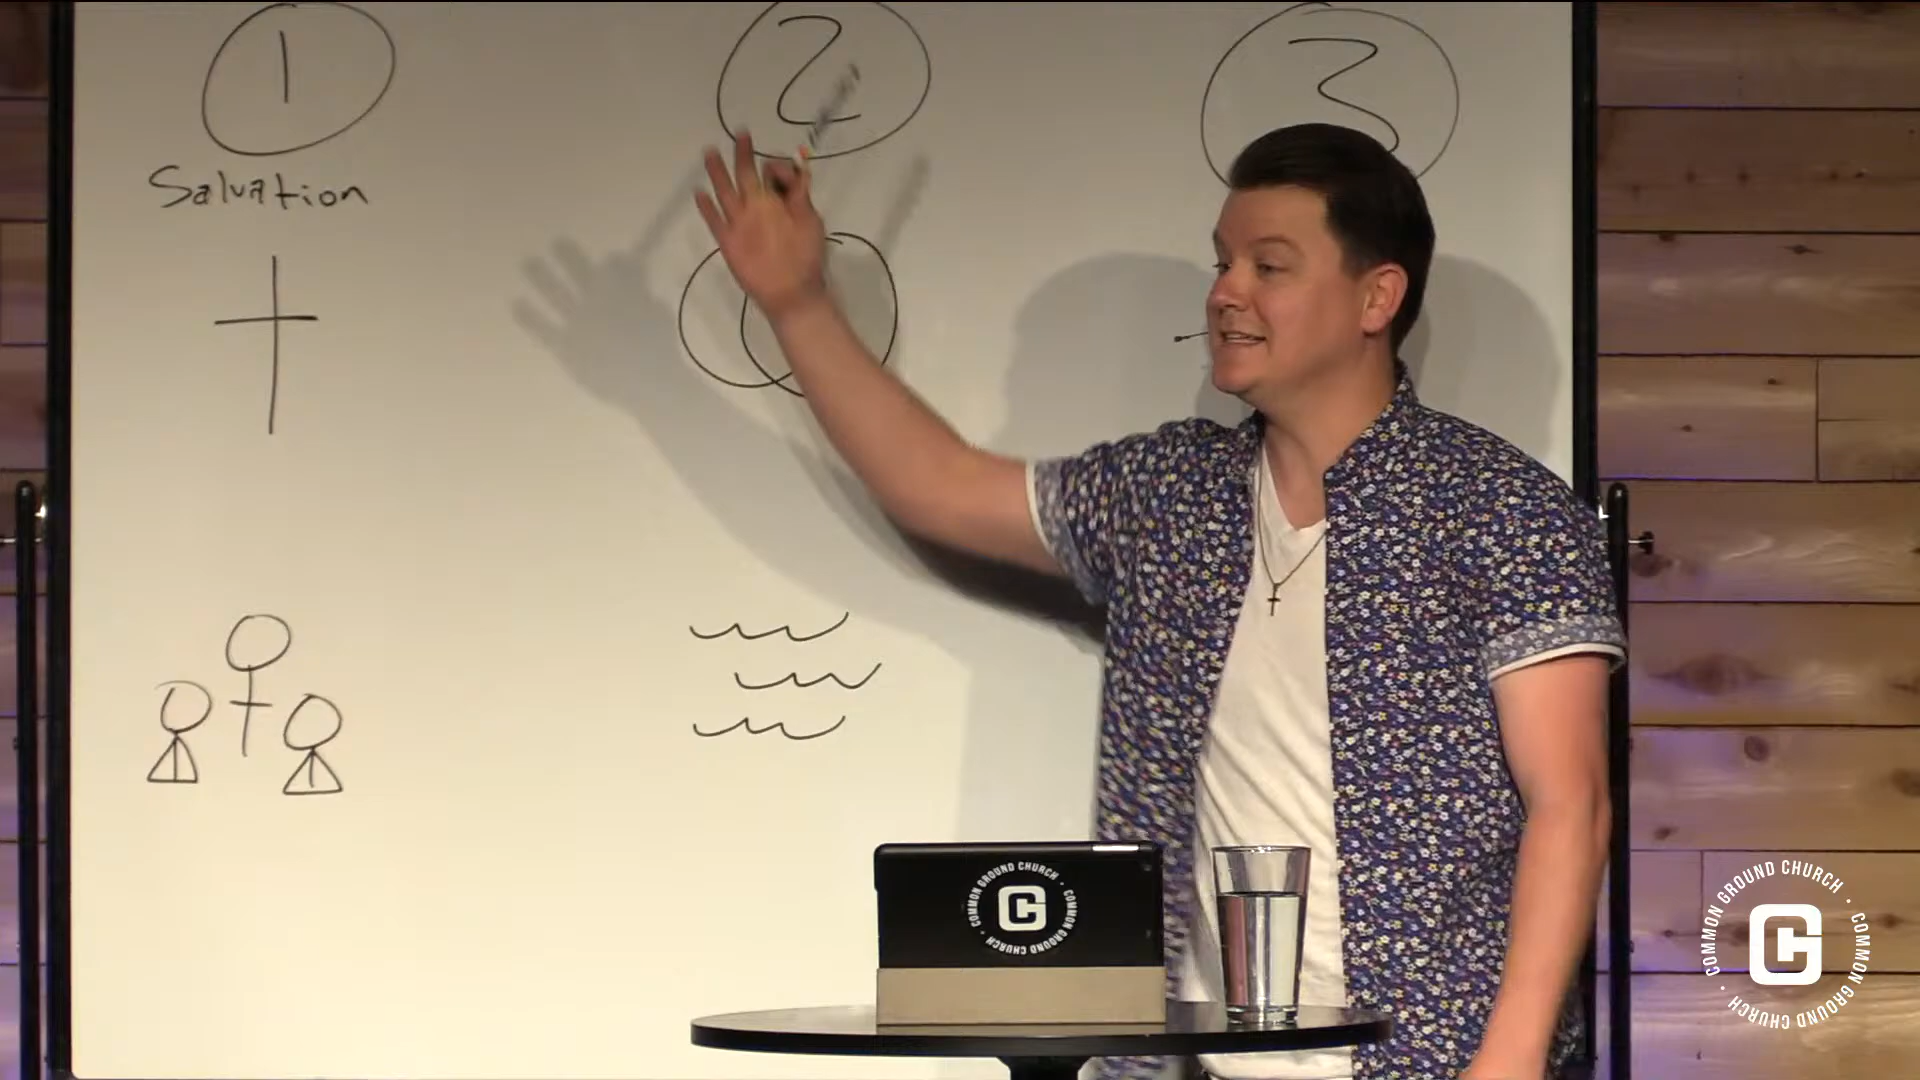 1
2
3
Salvation
COMMON GROUND CHURCH • COMMON GROUND CHURCH •
C
COMMON GROUND CHURCH • COMMON GROUND CHURCH •
C